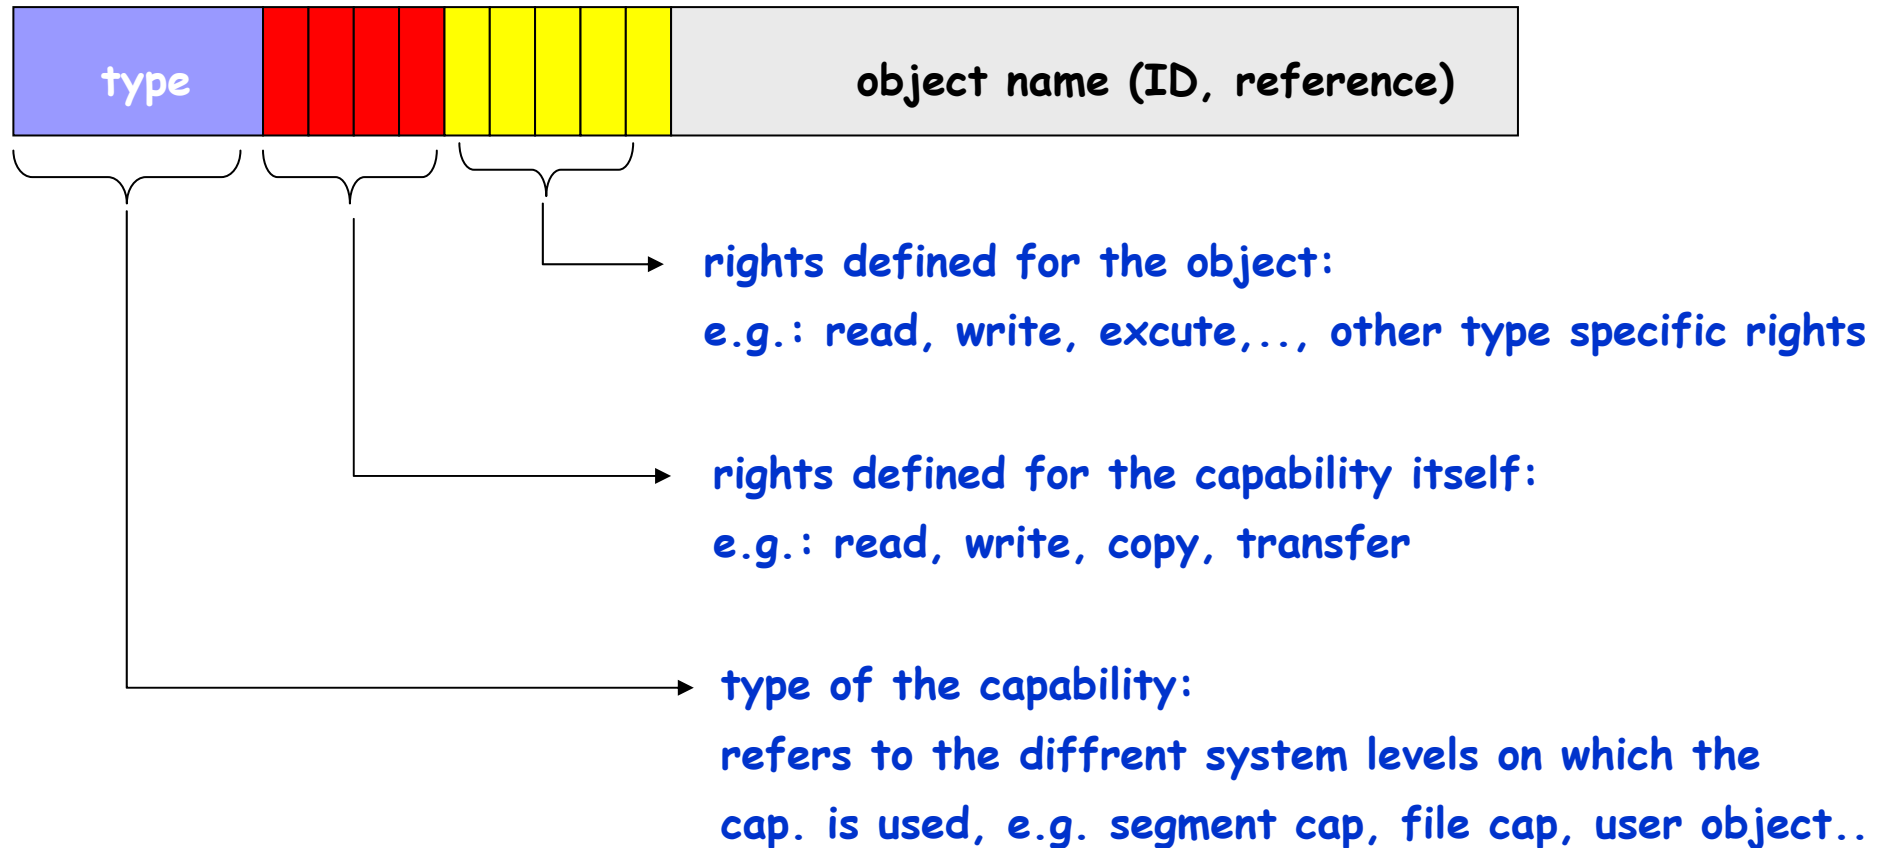 type
object name (ID, reference)
rights defined for the object:
e.g.: read, write, excute,.., other type specific rights
rights defined for the capability itself:
e.g.: read, write, copy, transfer
type of the capability:
refers to the diffrent system levels on which the
cap. is used, e.g. segment cap, file cap, user object..